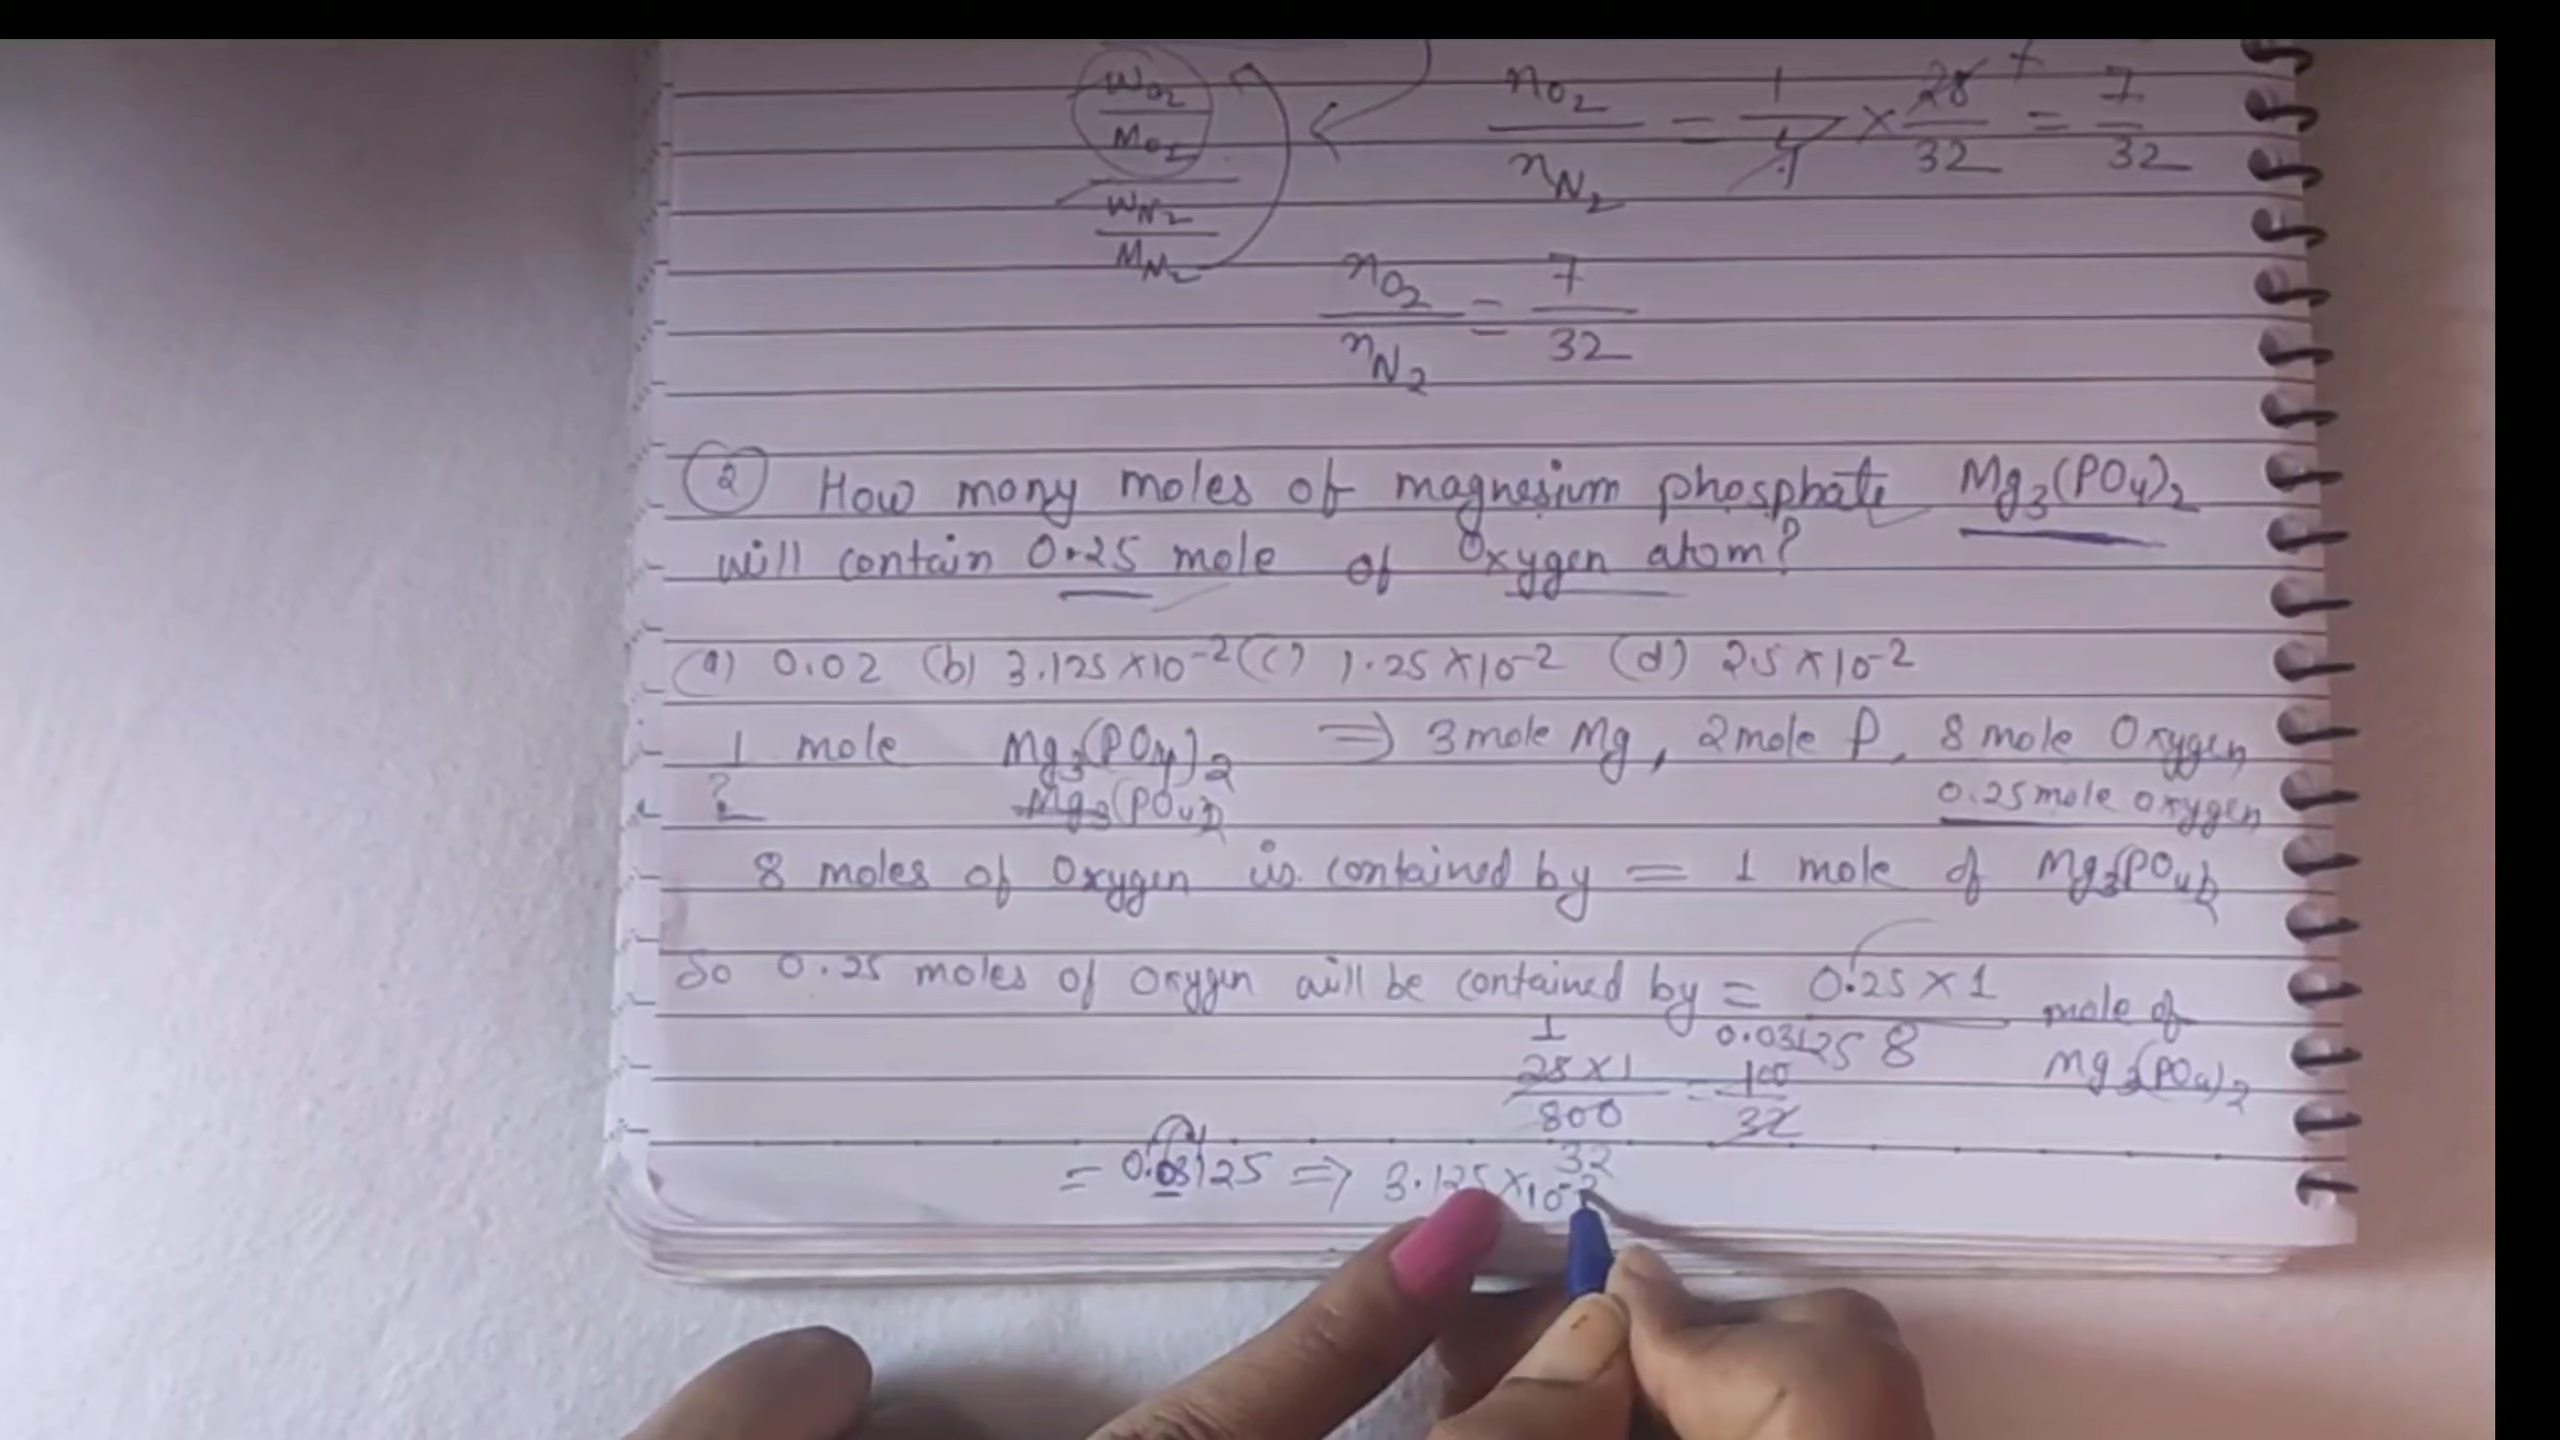 wO2/MO2 nO2/nN2 = 1/4 × 28/32 7 = 7/32
wN2/MN2
nO2/nN2 = 7/32
(2) How many moles of magnesium phosphate Mg3(PO4)2
will contain 0.25 mole of Oxygen atom?
(a) 0.02 (b) 3.125 × 10^-2 (c) 1.25 × 10^-2 (d) 2.5 × 10^-2
1 mole Mg3(PO4)2 ⇒ 3 mole Mg, 2 mole P, 8 mole Oxygen
? Mg3(PO4)2 0.25 mole oxygen
8 moles of Oxygen is contained by = 1 mole of Mg3(PO4)2
So 0.25 moles of oxygen will be contained by = 0.25 × 1 / 8 mole of
1 0.03125 Mg3(PO4)2
25 × 1 / 800 = 100 / 32
32
= 0.03125 ⇒ 3.125 × 10^-2